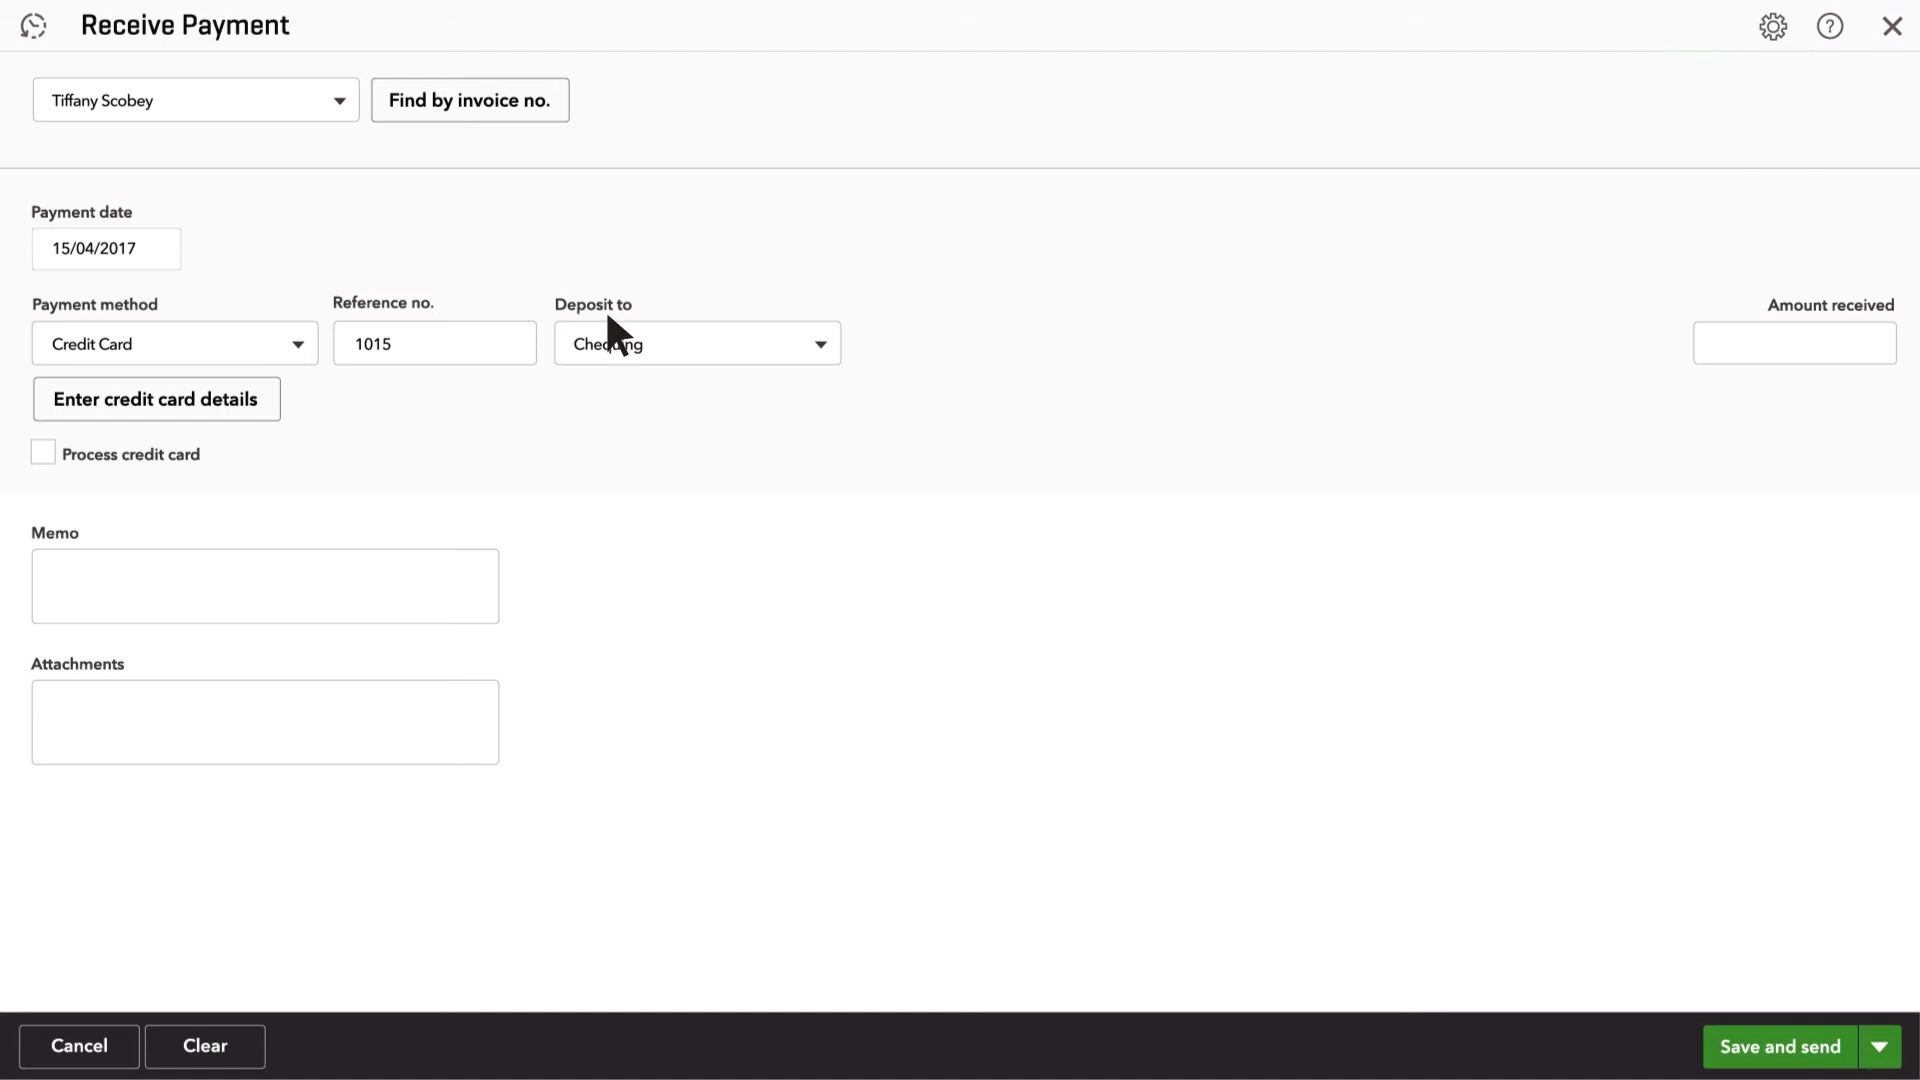 Receive Payment
Tiffany Scobey
Find by invoice no.
Payment date
15/04/2017
Payment method
Reference no.
Deposit to
Amount received
Credit Card
1015
Enter credit card details
Process credit card
Memo
Attachments
Cancel
Clear
Save and send